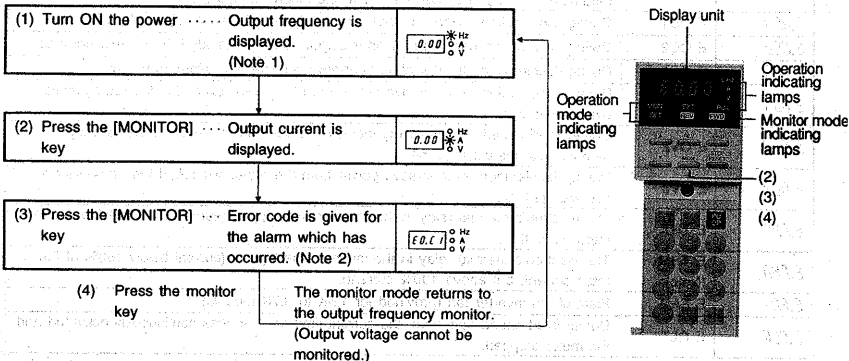 (1) Turn ON the power ····· Output frequency is
displayed.
(Note 1)
0.00
Hz
A
V
(2) Press the [MONITOR] ··· Output current is
key displayed.
0.00
Hz
A
V
(3) Press the [MONITOR] ··· Error code is given for
key the alarm which has
occurred. (Note 2)
E0.C1
Hz
A
V
(4) Press the monitor The monitor mode returns to
key the output frequency monitor.
(Output voltage cannot be
monitored.)
Display unit
Operation
indicating
lamps
Operation
mode
indicating
lamps
Monitor mode
indicating
lamps
(2)
(3)
(4)